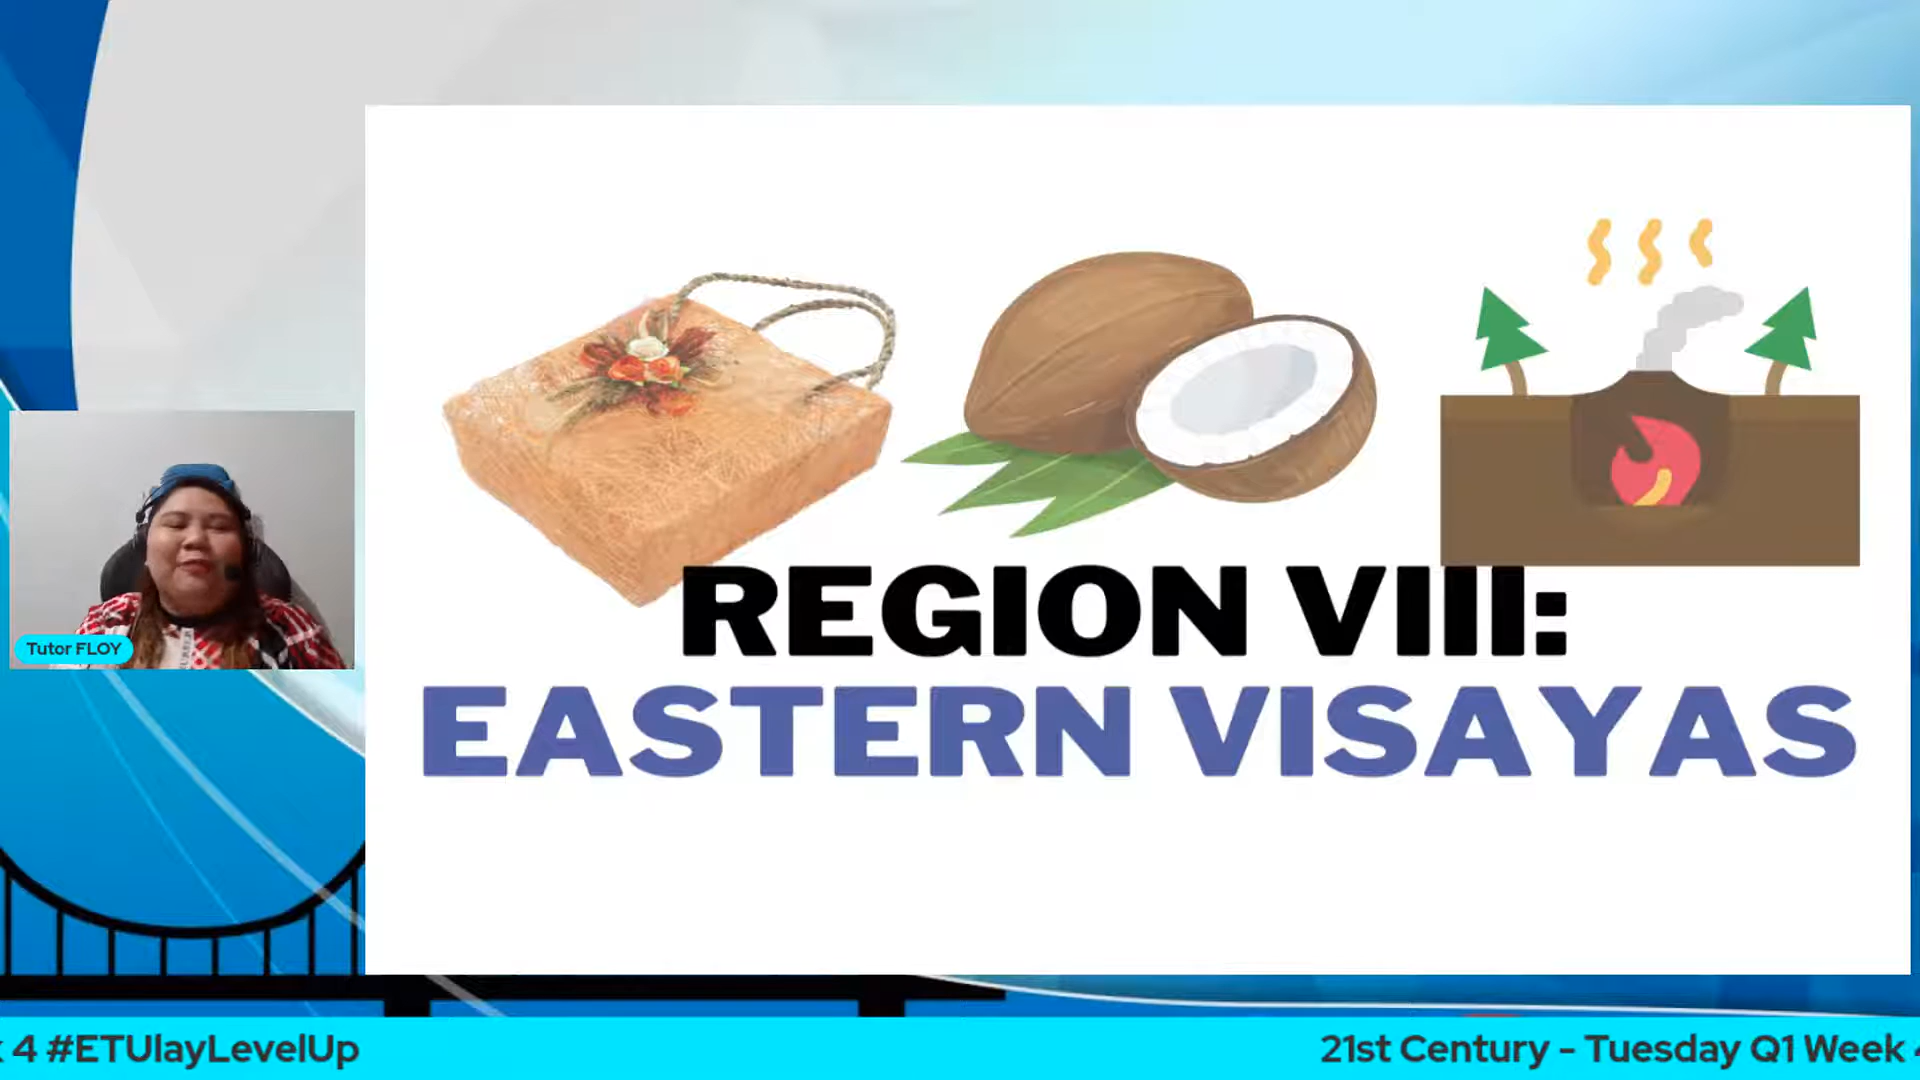 REGION VIII:
EASTERN VISAYAS
Tutor FLOY
4 #ETUlayLevelUp
21st Century - Tuesday Q1 Week